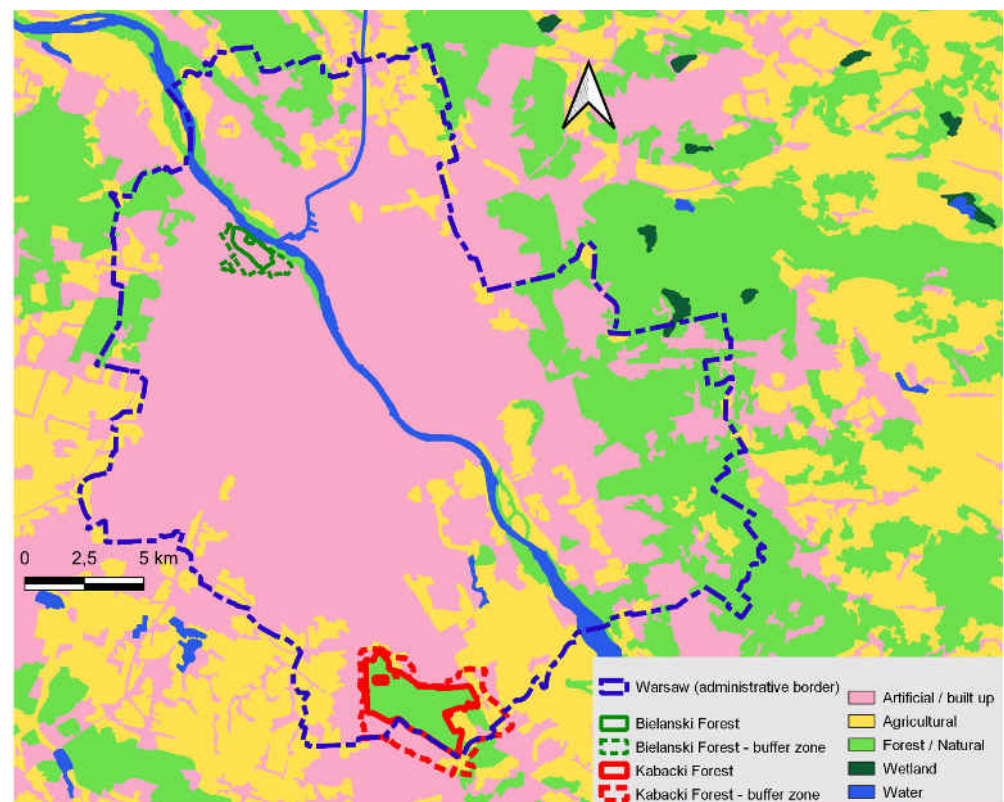 0 2,5 5 km
Warsaw (administrative border)
Bielanski Forest
Bielanski Forest - buffer zone
Kabacki Forest
Kabacki Forest - buffer zone
Artificial / built up
Agricultural
Forest / Natural
Wetland
Water